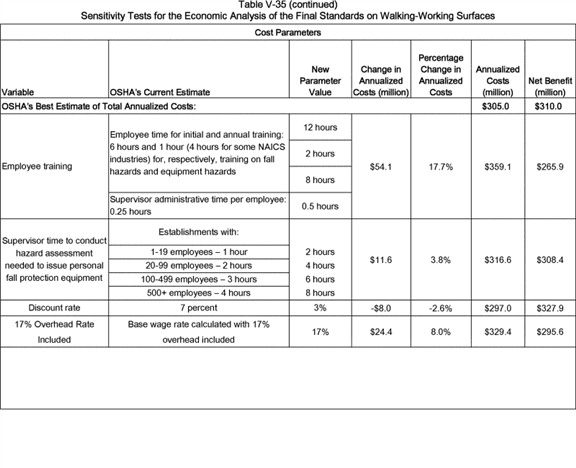 Table V-35 (continued)
Sensitivity Tests for the Economic Analysis of the Final Standards on Walking-Working Surfaces
Cost Parameters
Variable
OSHA's Current Estimate
New
Parameter
Value
Change in
Annualized
Costs (million)
Percentage
Change in
Annualized
Costs
Annualized
Costs
(million)
Net Benefit
(million)
OSHA's Best Estimate of Total Annualized Costs:
$305.0
$310.0
Employee training
Employee time for initial and annual training:
6 hours and 1 hour (4 hours for some NAICS
industries) for, respectively, training on fall
hazards and equipment hazards
12 hours
2 hours
8 hours
Supervisor administrative time per employee:
0.25 hours
0.5 hours
$54.1
17.7%
$359.1
$265.9
Supervisor time to conduct
hazard assessment
needed to issue personal
fall protection equipment
Establishments with:
1-19 employees – 1 hour
2 hours
20-99 employees – 2 hours
4 hours
100-499 employees – 3 hours
6 hours
500+ employees – 4 hours
8 hours
$11.6
3.8%
$316.6
$308.4
Discount rate
7 percent
3%
-$8.0
-2.6%
$297.0
$327.9
17% Overhead Rate
Included
Base wage rate calculated with 17%
overhead included
17%
$24.4
8.0%
$329.4
$295.6